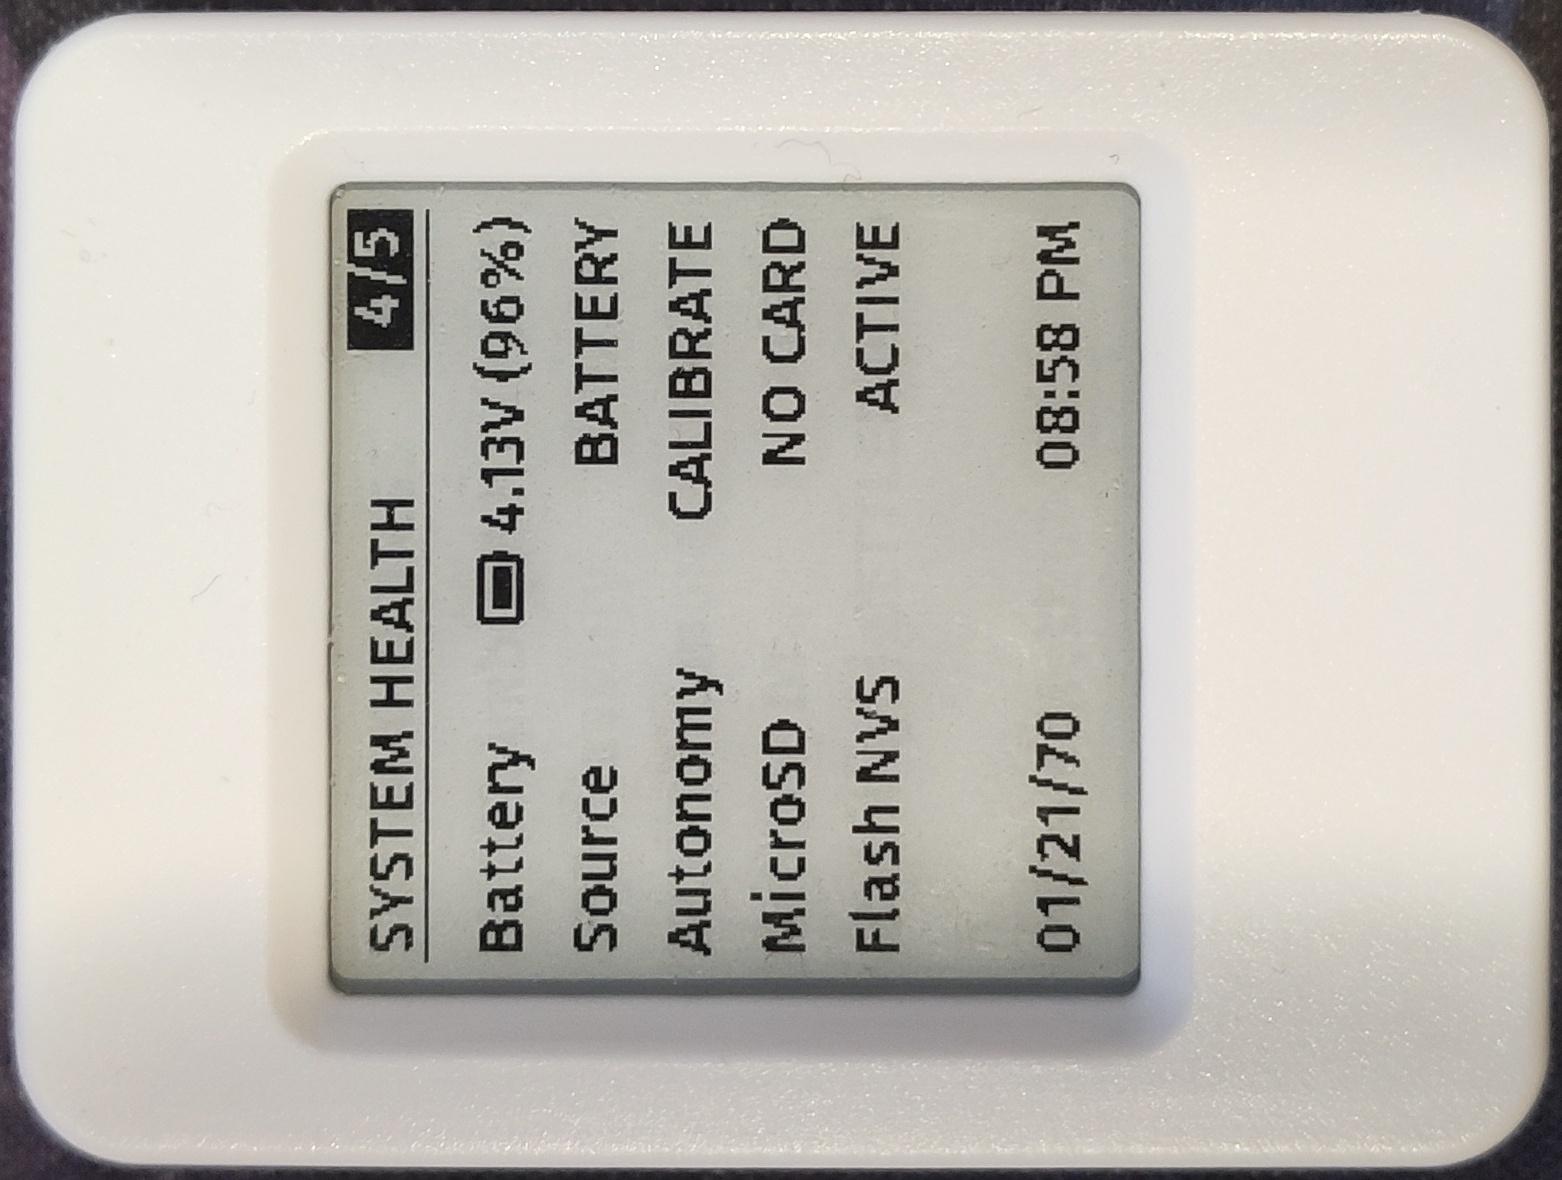 SYSTEM HEALTH 4/5
Battery 4.13V (96%)
Source BATTERY
Autonomy CALIBRATE
MicroSD NO CARD
Flash NVS ACTIVE
01/21/70 08:58 PM